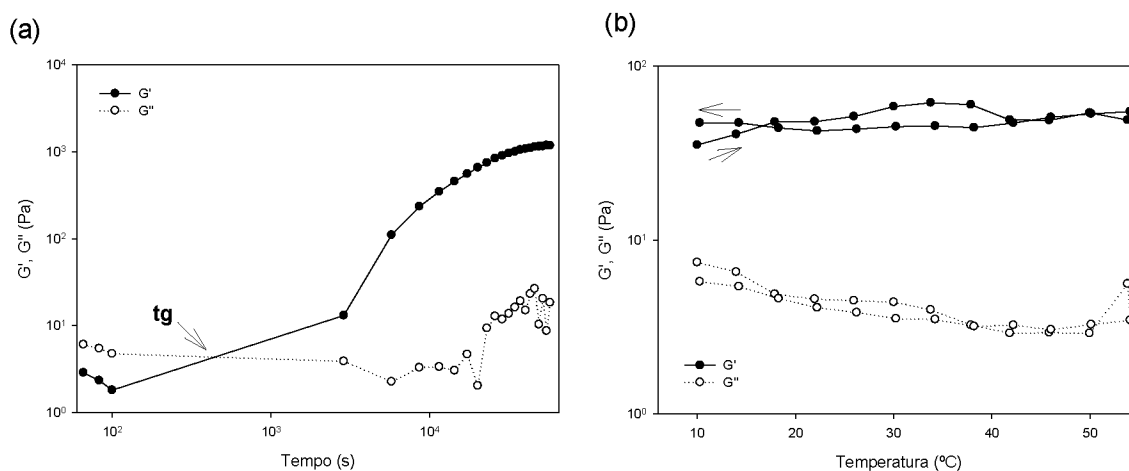 (a)
10⁴
G'
G''
10³
G', G'' (Pa)
10²
tg
10¹
10⁰
10² 10³ 10⁴
Tempo (s)
(b)
10²
G', G'' (Pa)
10¹
G'
G''
10⁰
10 20 30 40 50
Temperatura (ºC)